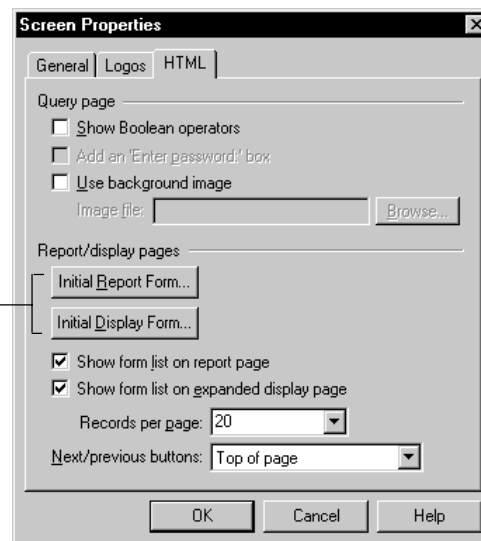 Screen Properties
General Logos HTML
Query page
Show Boolean operators
Add an 'Enter password:' box
Use background image
Image file: Browse...
Report/display pages
Initial Report Form...
Initial Display Form...
Show form list on report page
Show form list on expanded display page
Records per page: 20
Next/previous buttons: Top of page
OK Cancel Help